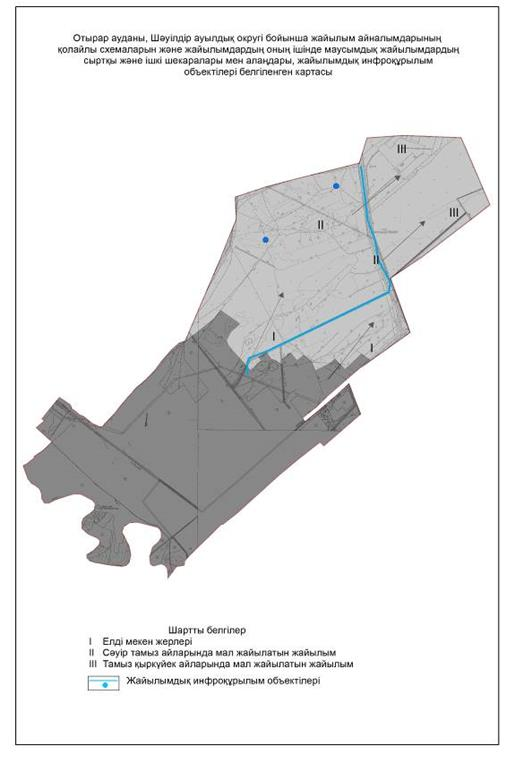 Отырар ауданы, Шәуілдір ауылдық округі бойынша жайылым айналымдарының
қолайлы схемаларын және жайылымдардың оның ішінде маусымдық жайылымдардың
сыртқы және ішкі шекаралары мен алаңдары, жайылымдық инфроқұрылым
объектілері белгіленген картасы
III
III
II
II
I
I
I
Шартты белгілер
I Елді мекен жерлері
II Сәуір тамыз айларында мал жайылатын жайылым
III Тамыз қыркүйек айларында мал жайылатын жайылым
Жайылымдық инфроқұрылым объектілері